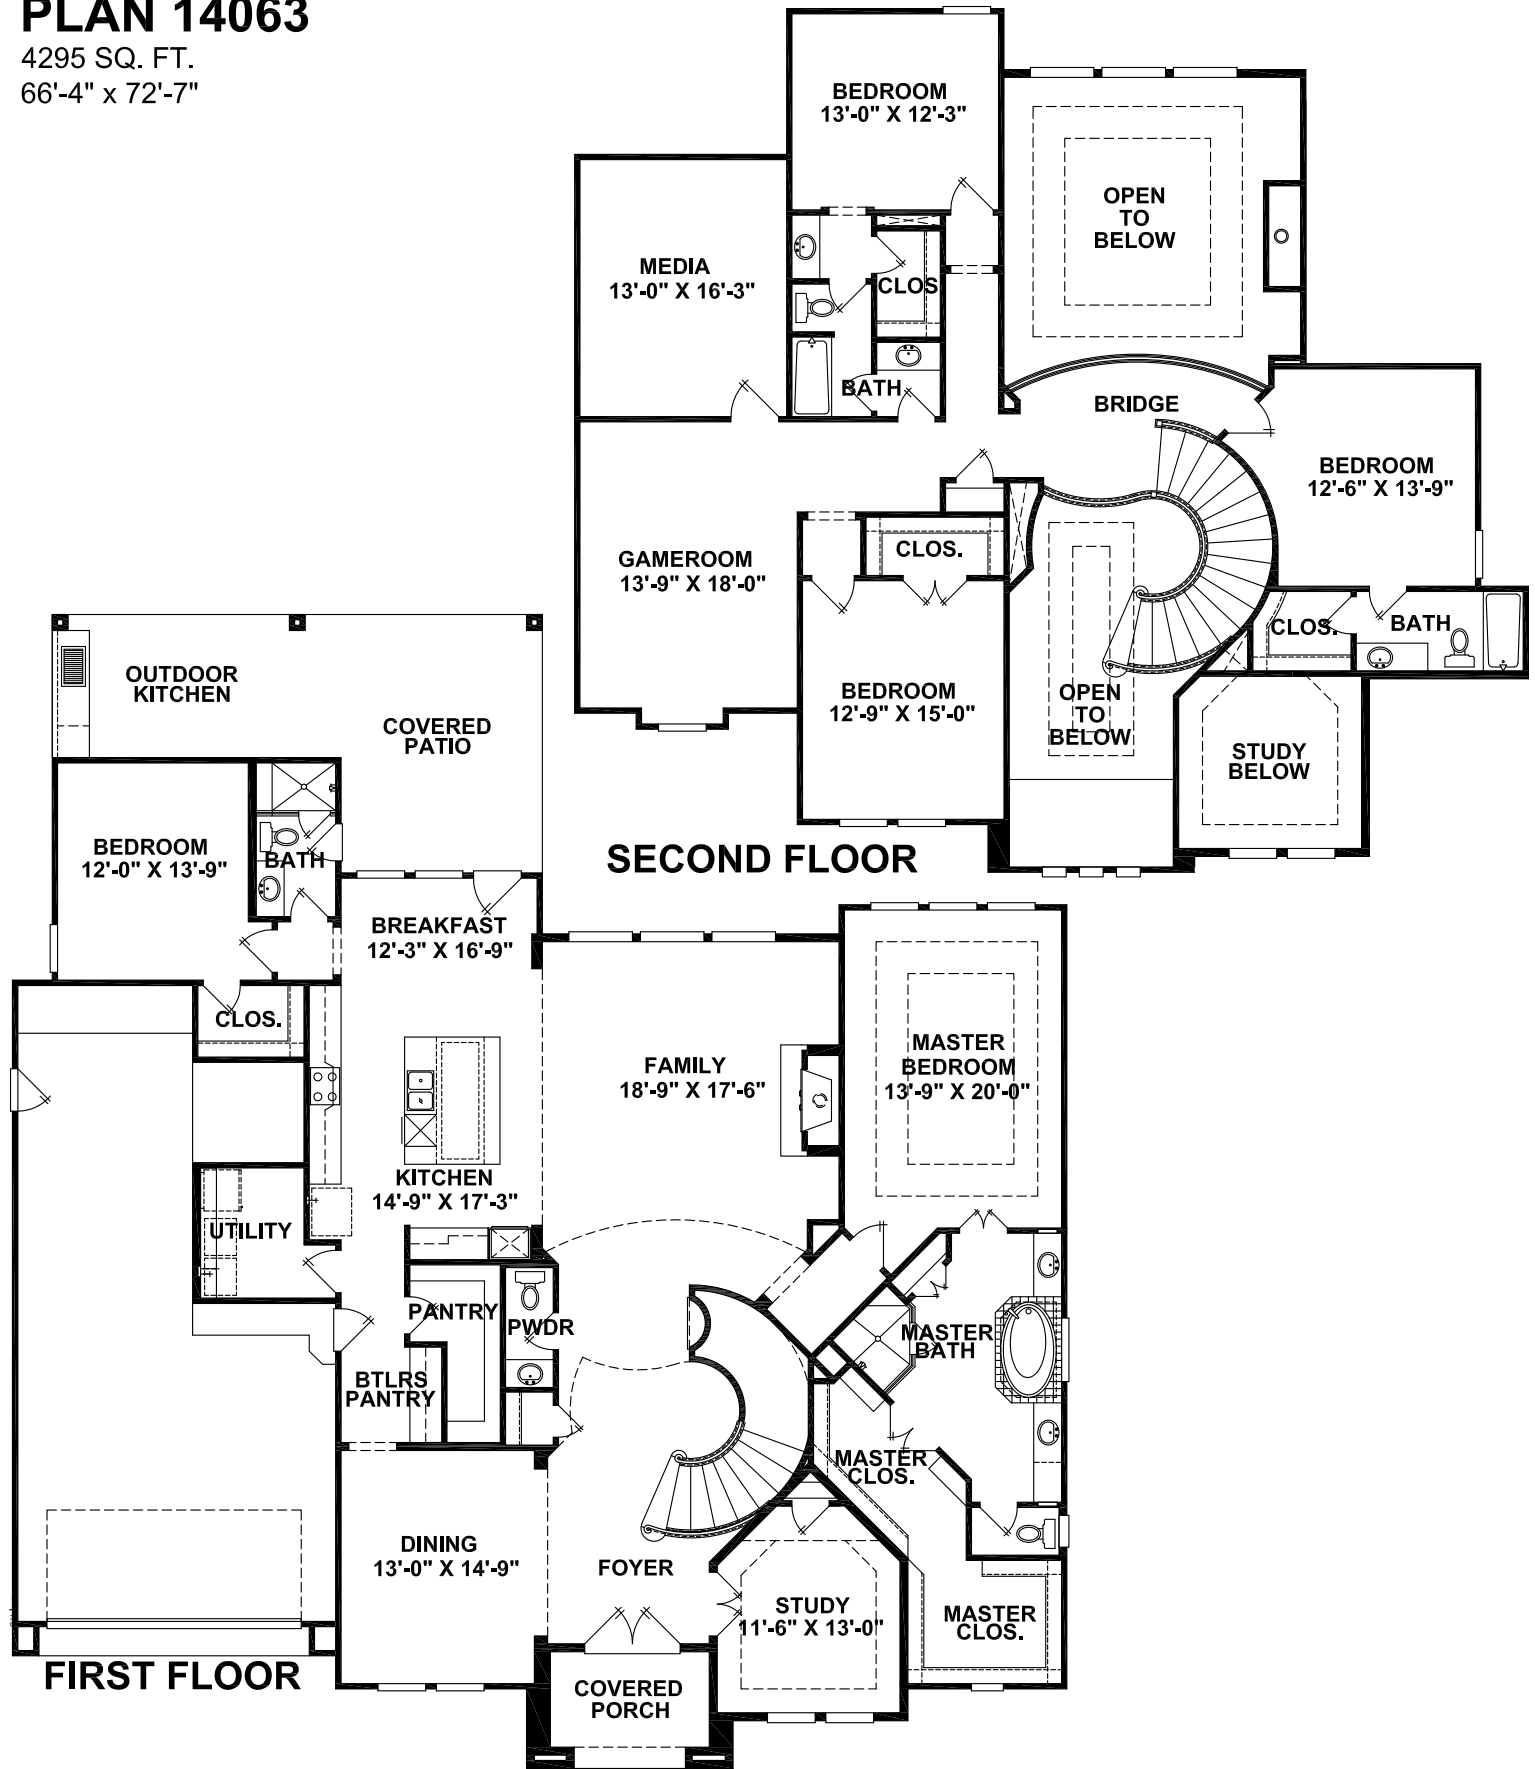 PLAN 14063
4295 SQ. FT.
66'-4" x 72'-7"
BEDROOM
13'-0" X 12'-3"
OPEN
TO
BELOW
MEDIA
13'-0" X 16'-3"
CLOS
BATH
BRIDGE
BEDROOM
12'-6" X 13'-9"
GAMEROOM
13'-9" X 18'-0"
CLOS.
CLOS.
BATH
BEDROOM
12'-9" X 15'-0"
OPEN
TO
BELOW
STUDY
BELOW
SECOND FLOOR
OUTDOOR
KITCHEN
COVERED
PATIO
BEDROOM
12'-0" X 13'-9"
BATH
BREAKFAST
12'-3" X 16'-9"
CLOS.
FAMILY
18'-9" X 17'-6"
MASTER
BEDROOM
13'-9" X 20'-0"
KITCHEN
14'-9" X 17'-3"
UTILITY
PANTRY
PWDR
MASTER
BATH
BTLRS
PANTRY
MASTER
CLOS.
DINING
13'-0" X 14'-9"
FOYER
STUDY
11'-6" X 13'-0"
MASTER
CLOS.
FIRST FLOOR
COVERED
PORCH